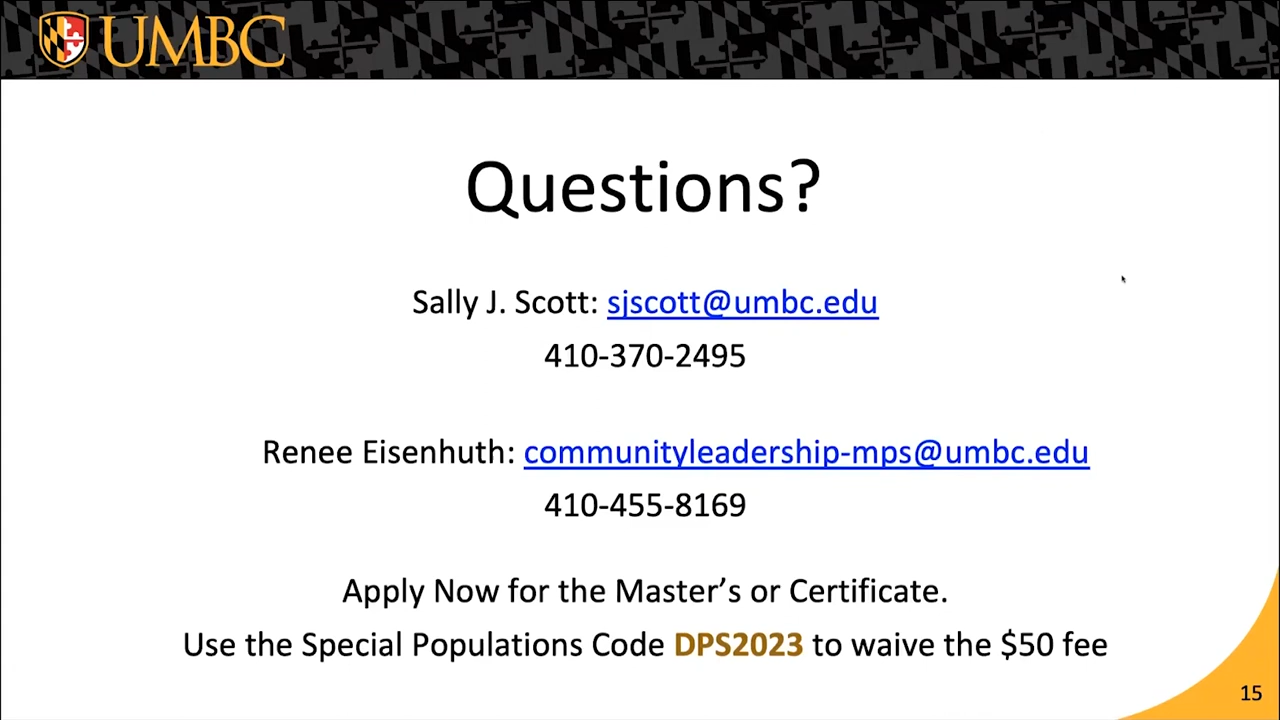 UMBC
Questions?
Sally J. Scott: sjscott@umbc.edu
410-370-2495
Renee Eisenhuth: communityleadership-mps@umbc.edu
410-455-8169
Apply Now for the Master’s or Certificate.
Use the Special Populations Code DPS2023 to waive the $50 fee
15